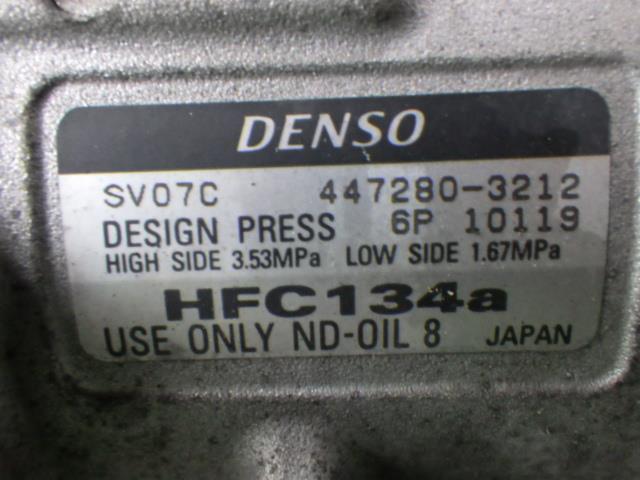 DENSO
SV07C 447280-3212
DESIGN PRESS 6P 10119
HIGH SIDE 3.53MPa LOW SIDE 1.67MPa
HFC134a
USE ONLY ND-OIL 8 JAPAN